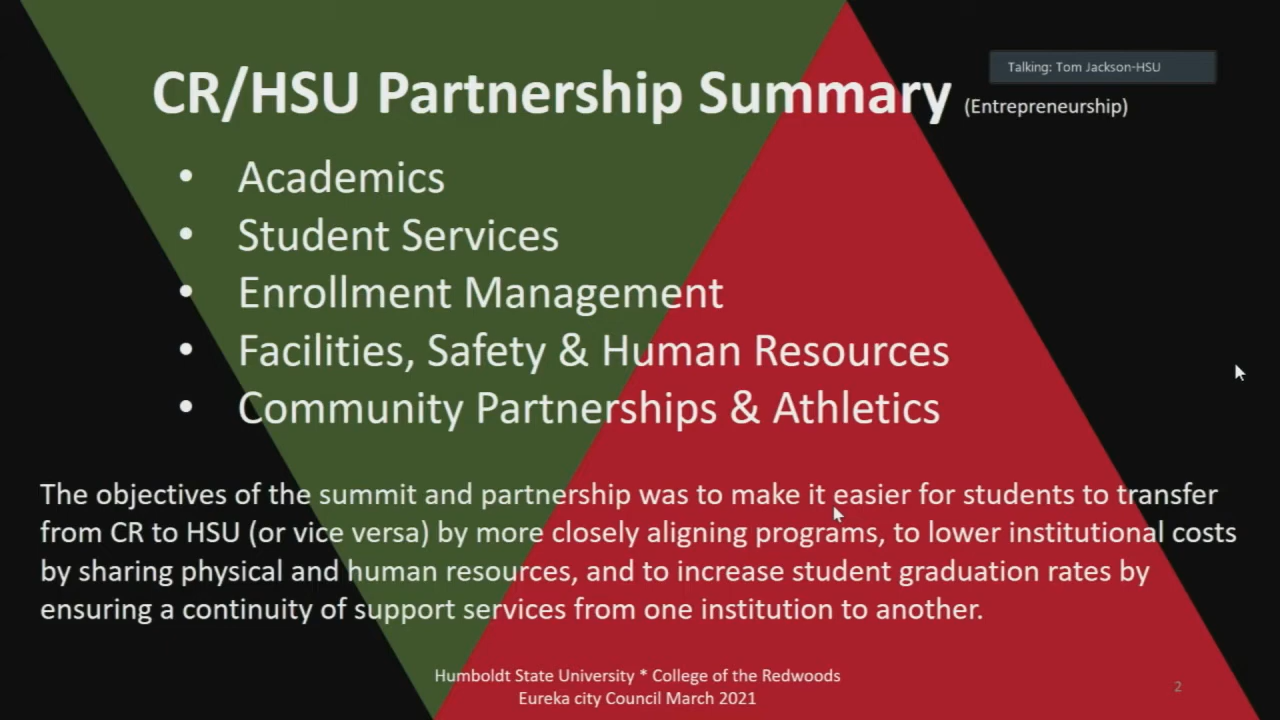 Talking: Tom Jackson-HSU
CR/HSU Partnership Summary (Entrepreneurship)
• Academics
• Student Services
• Enrollment Management
• Facilities, Safety & Human Resources
• Community Partnerships & Athletics
The objectives of the summit and partnership was to make it easier for students to transfer
from CR to HSU (or vice versa) by more closely aligning programs, to lower institutional costs
by sharing physical and human resources, and to increase student graduation rates by
ensuring a continuity of support services from one institution to another.
Humboldt State University * College of the Redwoods
Eureka city Council March 2021
2